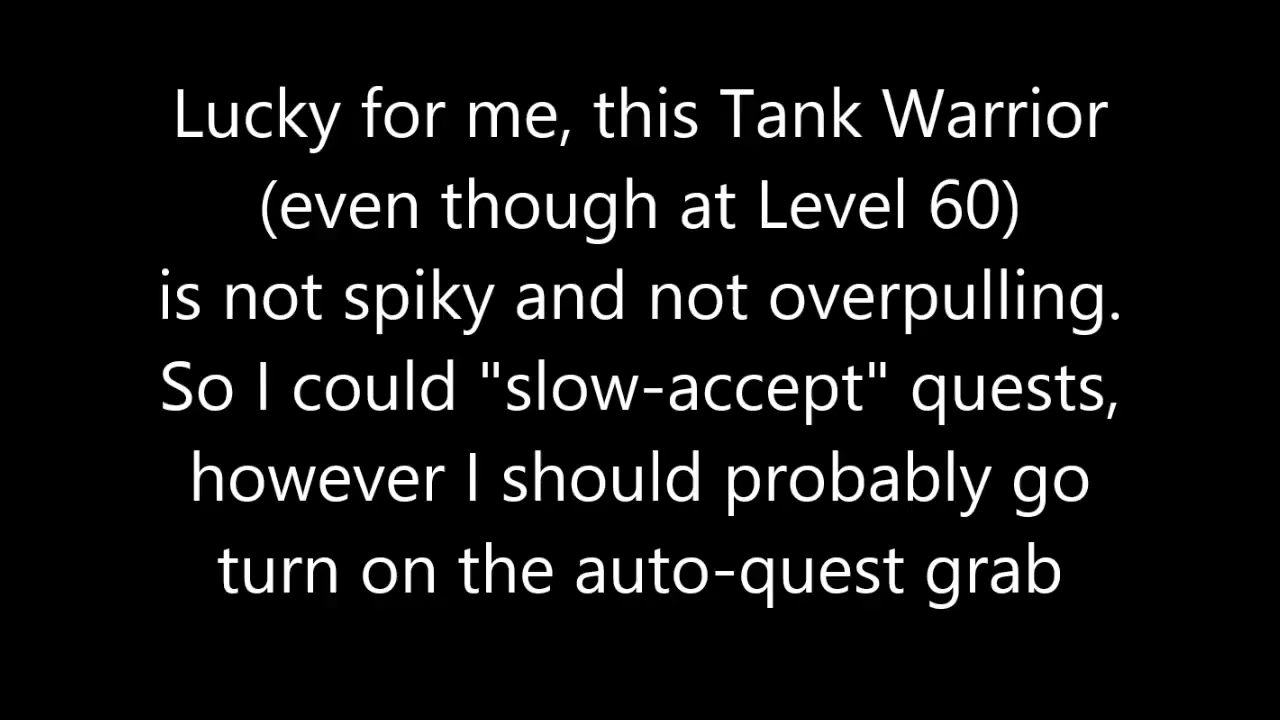 Lucky for me, this Tank Warrior
(even though at Level 60)
is not spiky and not overpulling.
So I could "slow-accept" quests,
however I should probably go
turn on the auto-quest grab